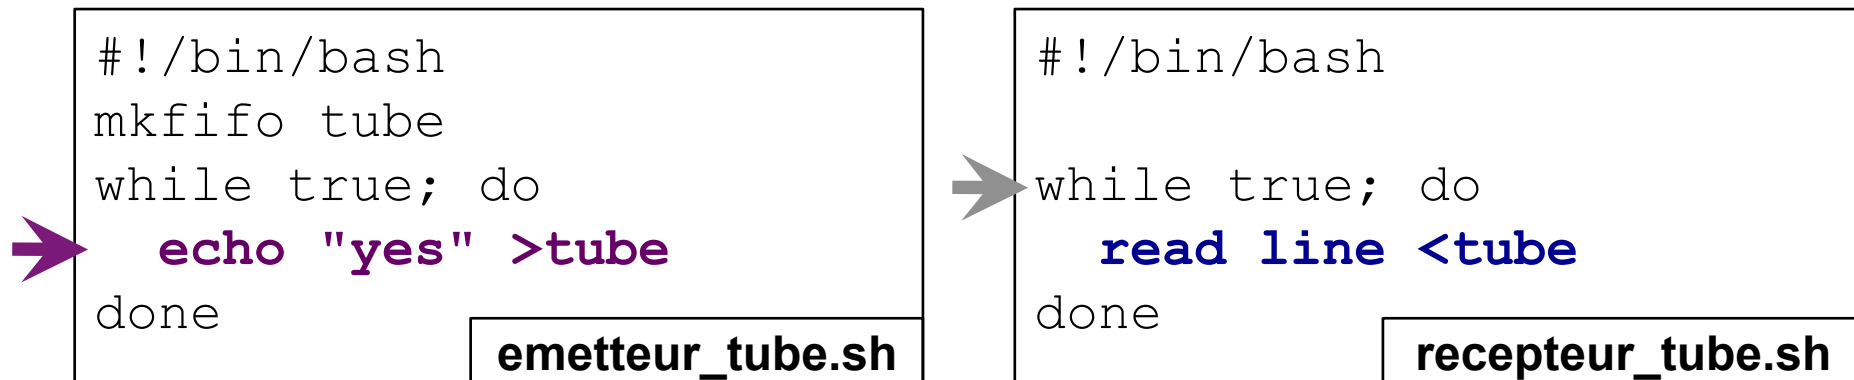 #!/bin/bash
mkfifo tube
while true; do
  echo "yes" >tube
done
emetteur_tube.sh
#!/bin/bash
while true; do
  read line <tube
done
recepteur_tube.sh